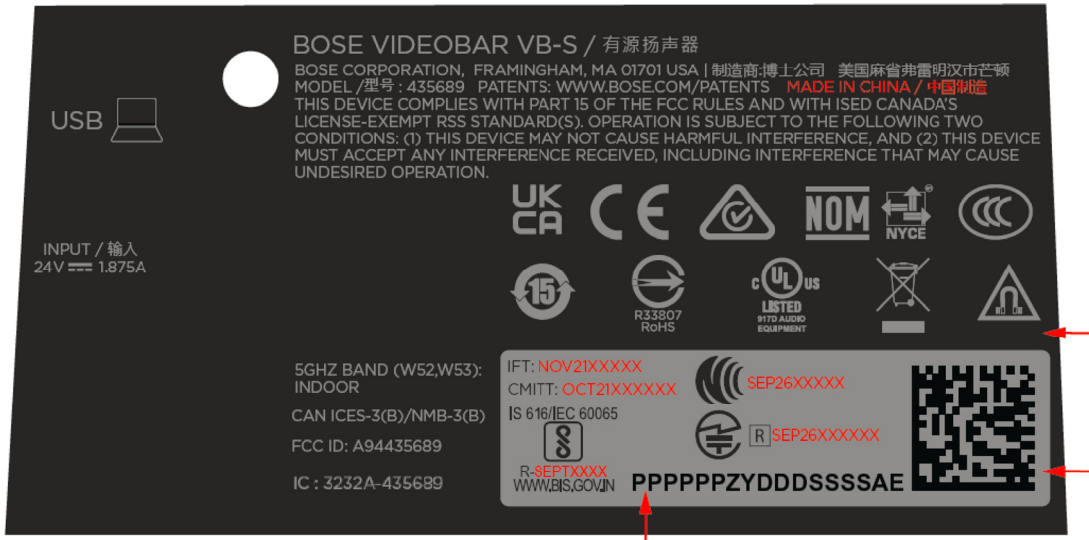 BOSE VIDEOBAR VB-S / 有源扬声器
BOSE CORPORATION, FRAMINGHAM, MA 01701 USA | 制造商:博士公司 美国麻省弗雷明汉市芒顿
MODEL /型号 : 435689 PATENTS: WWW.BOSE.COM/PATENTS MADE IN CHINA / 中国制造
THIS DEVICE COMPLIES WITH PART 15 OF THE FCC RULES AND WITH ISED CANADA'S
LICENSE-EXEMPT RSS STANDARD(S). OPERATION IS SUBJECT TO THE FOLLOWING TWO
CONDITIONS: (1) THIS DEVICE MAY NOT CAUSE HARMFUL INTERFERENCE, AND (2) THIS DEVICE
MUST ACCEPT ANY INTERFERENCE RECEIVED, INCLUDING INTERFERENCE THAT MAY CAUSE
UNDESIRED OPERATION.
USB
INPUT / 输入
24V 1.875A
UK
CA
CE
NOM
NYCE
CCC
15
R33807
RoHS
C UL US
LISTED
917D AUDIO
EQUIPMENT
5GHZ BAND (W52,W53):
INDOOR
CAN ICES-3(B)/NMB-3(B)
FCC ID: A94435689
IC : 3232A-435689
IFT: NOV21XXXXX
CMITT: OCT21XXXXXX
IS 616/IEC 60065
R-8EPTXXXX
WWW.BIS.GOV.IN
SEP26XXXXX
R SEP26XXXXXX
PPPPPPZYDDDSSSSAE